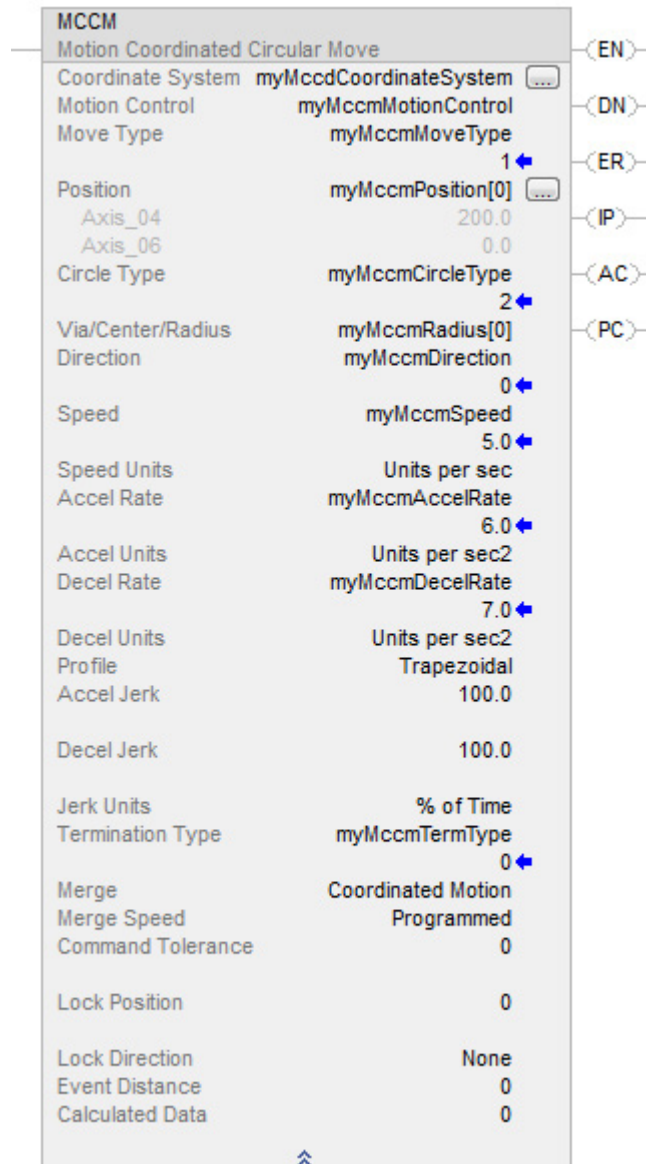 MCCM
Motion Coordinated Circular Move (EN)
Coordinate System myMccdCoordinateSystem ...
Motion Control myMccmMotionControl (DN)
Move Type myMccmMoveType
1 (ER)
Position myMccmPosition[0] ...
Axis_04 200.0 (IP)
Axis_06 0.0
Circle Type myMccmCircleType (AC)
2
Via/Center/Radius myMccmRadius[0] (PC)
Direction myMccmDirection
0
Speed myMccmSpeed
5.0
Speed Units Units per sec
Accel Rate myMccmAccelRate
6.0
Accel Units Units per sec2
Decel Rate myMccmDecelRate
7.0
Decel Units Units per sec2
Profile Trapezoidal
Accel Jerk 100.0
Decel Jerk 100.0
Jerk Units % of Time
Termination Type myMccmTermType
0
Merge Coordinated Motion
Merge Speed Programmed
Command Tolerance 0
Lock Position 0
Lock Direction None
Event Distance 0
Calculated Data 0